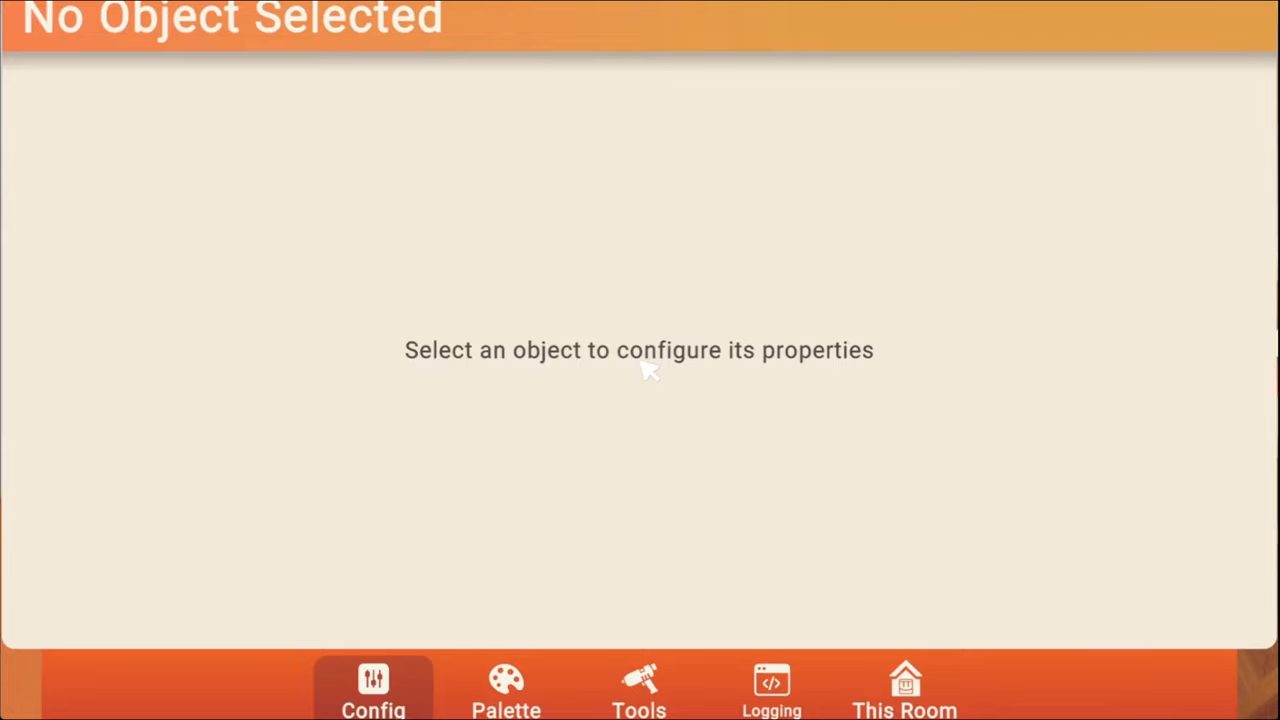 No Object Selected
Select an object to configure its properties
Config
Palette
Tools
Logging
This Room